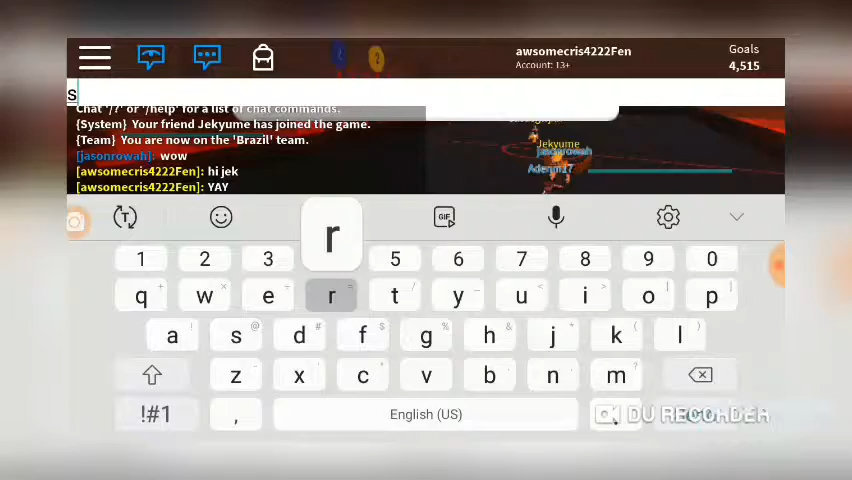 awsomecris4222Fen
Account: 13+
Goals
4,515
S
Chat '/?' or '/help' for a list of chat commands.
{System} Your friend Jekyume has joined the game.
{Team} You are now on the 'Brazil' team.
[jasonrowah]: wow
[awsomecris4222Fen]: hi jek
[awsomecris4222Fen]: YAY
Jekyume
jasonrowah
T
GIF
r
1 2 3 5 6 7 8 9 0
q w e r t y u i o p
a s d f g h j k l
z x c v b n m
!#1 , English (US) .
DU RECORDER